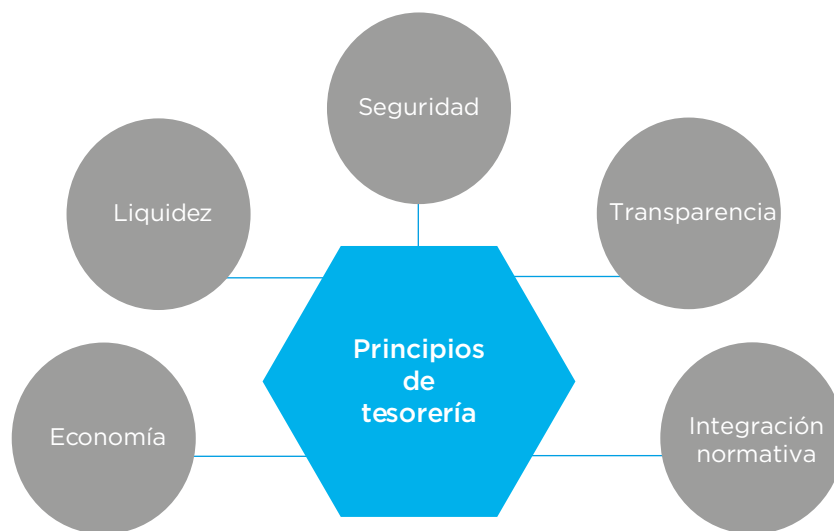 Seguridad
Liquidez
Transparencia
Principios
de
tesorería
Economía
Integración
normativa